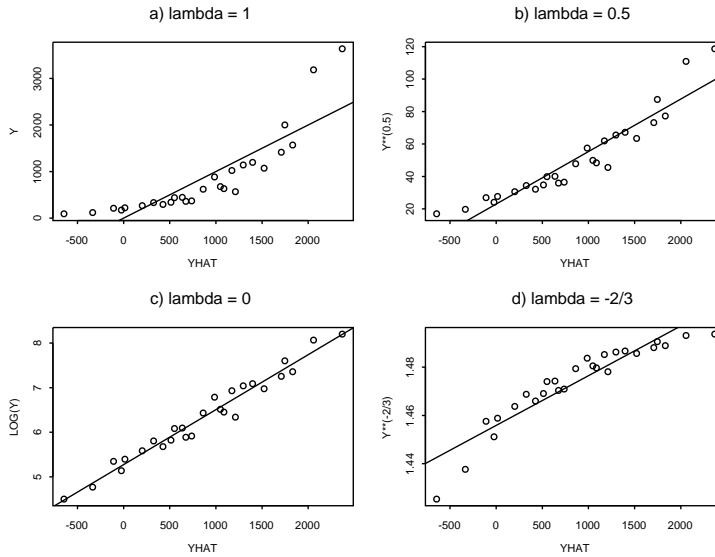 a) lambda = 1
Y
0 1000 2000 3000
-500 0 500 1000 1500 2000
YHAT
b) lambda = 0.5
Y**(0.5)
20 40 60 80 100 120
-500 0 500 1000 1500 2000
YHAT
c) lambda = 0
LOG(Y)
5 6 7 8
-500 0 500 1000 1500 2000
YHAT
d) lambda = -2/3
Y**(-2/3)
1.44 1.46 1.48
-500 0 500 1000 1500 2000
YHAT